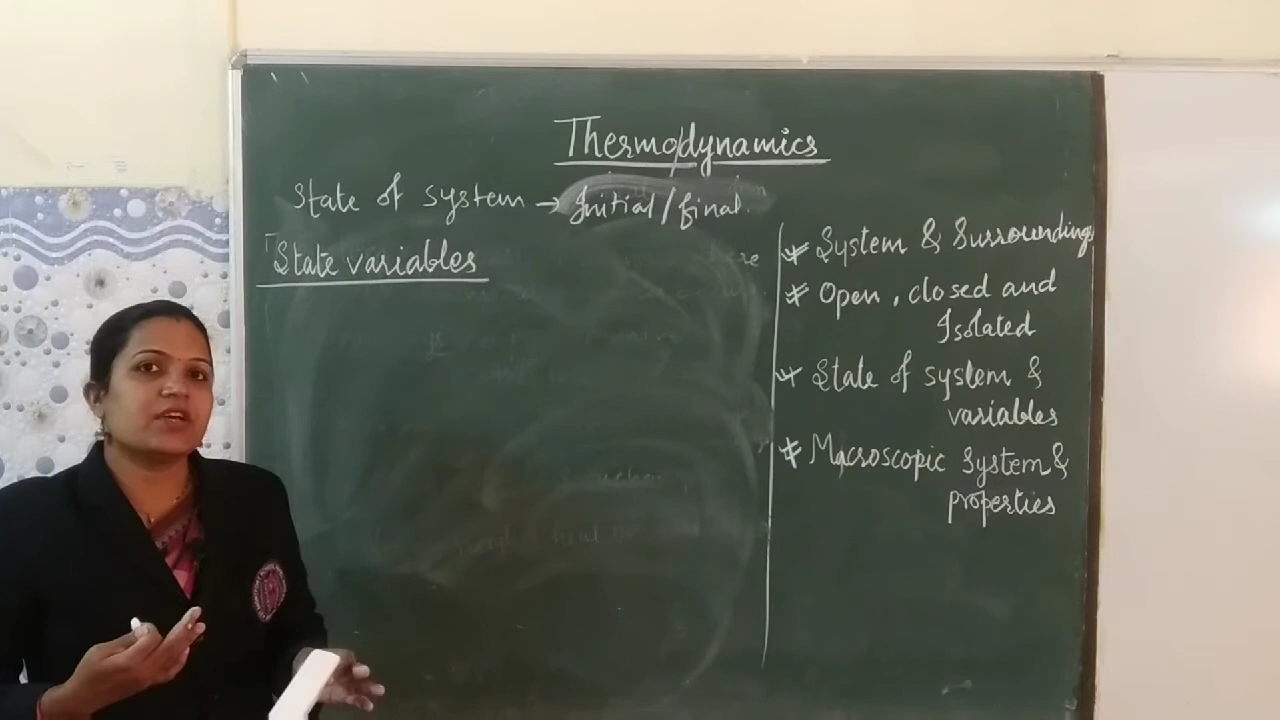 Thermodynamics
State of system → Initial/final.
State variables
* System & Surroundings
* Open, closed and
Isolated
* State of system &
variables
* Macroscopic System &
properties